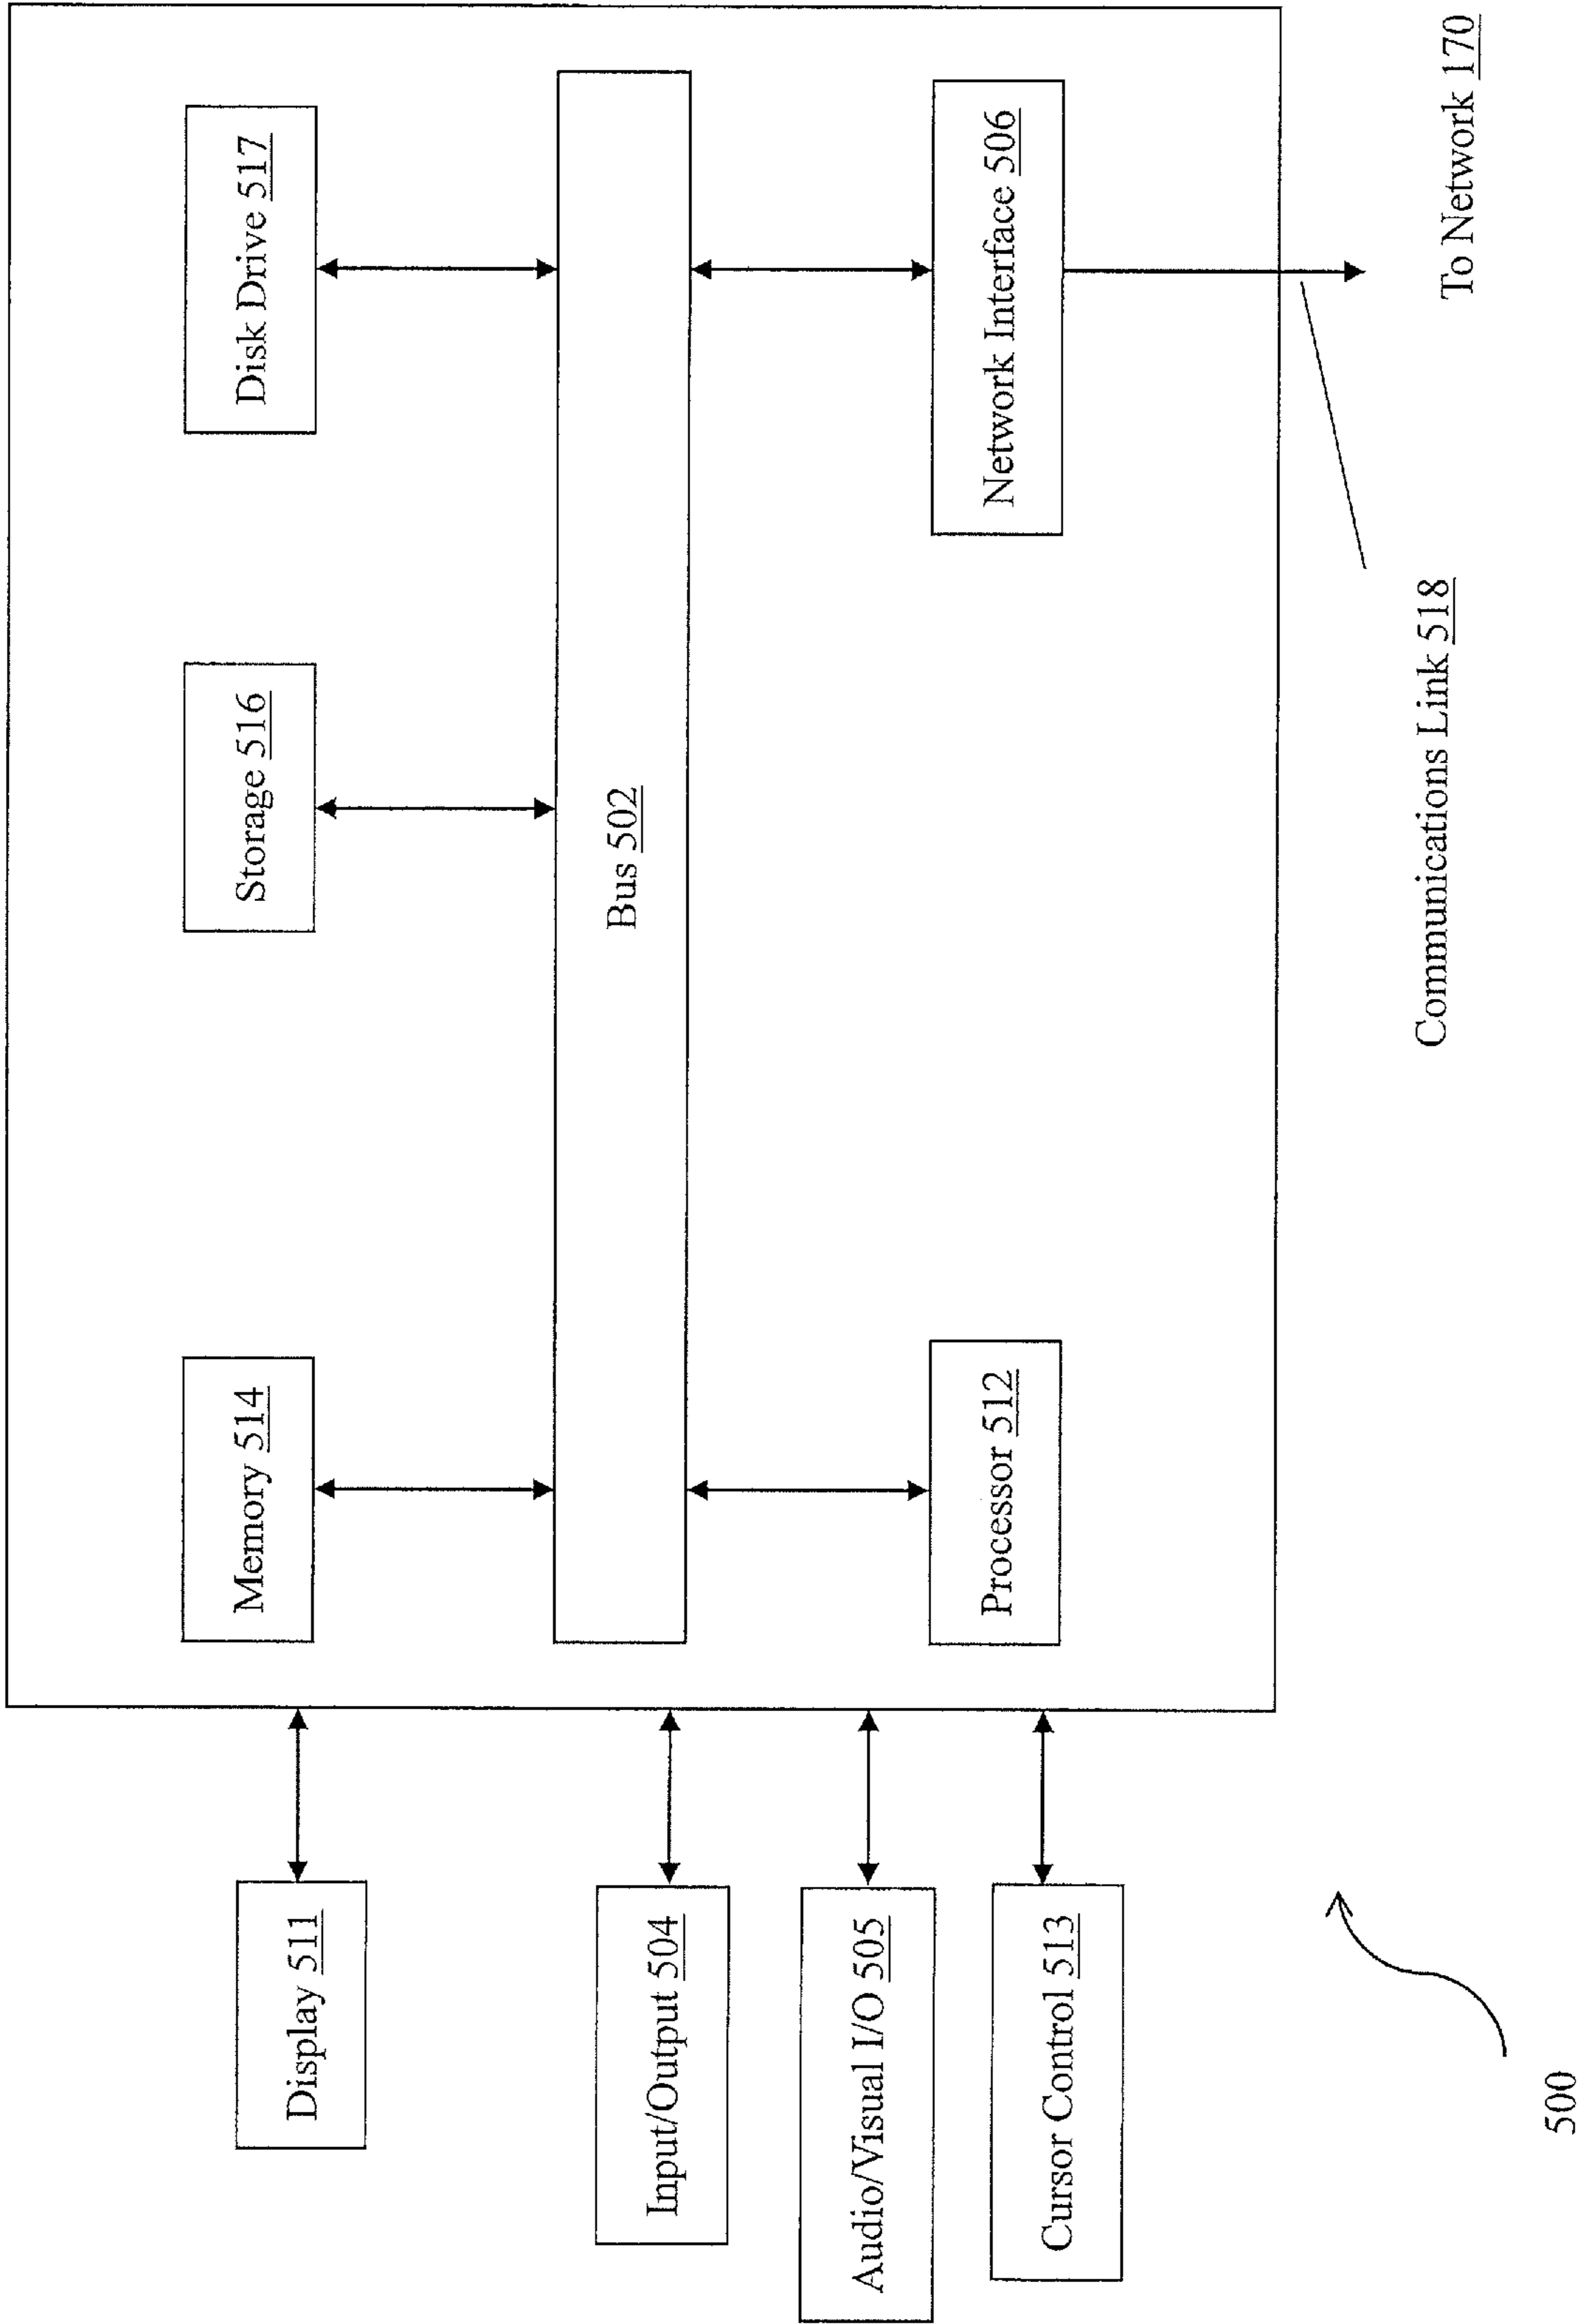 Display 511
Input/Output 504
Audio/Visual I/O 505
Cursor Control 513
500
Memory 514
Storage 516
Disk Drive 517
Bus 502
Processor 512
Network Interface 506
Communications Link 518
To Network 170